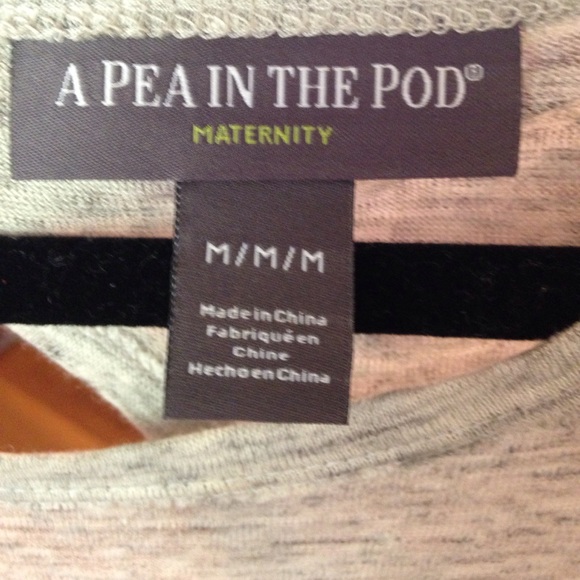 A PEA IN THE POD®
MATERNITY
M/M/M
Made in China
Fabriqué en
Chine
Hecho en China